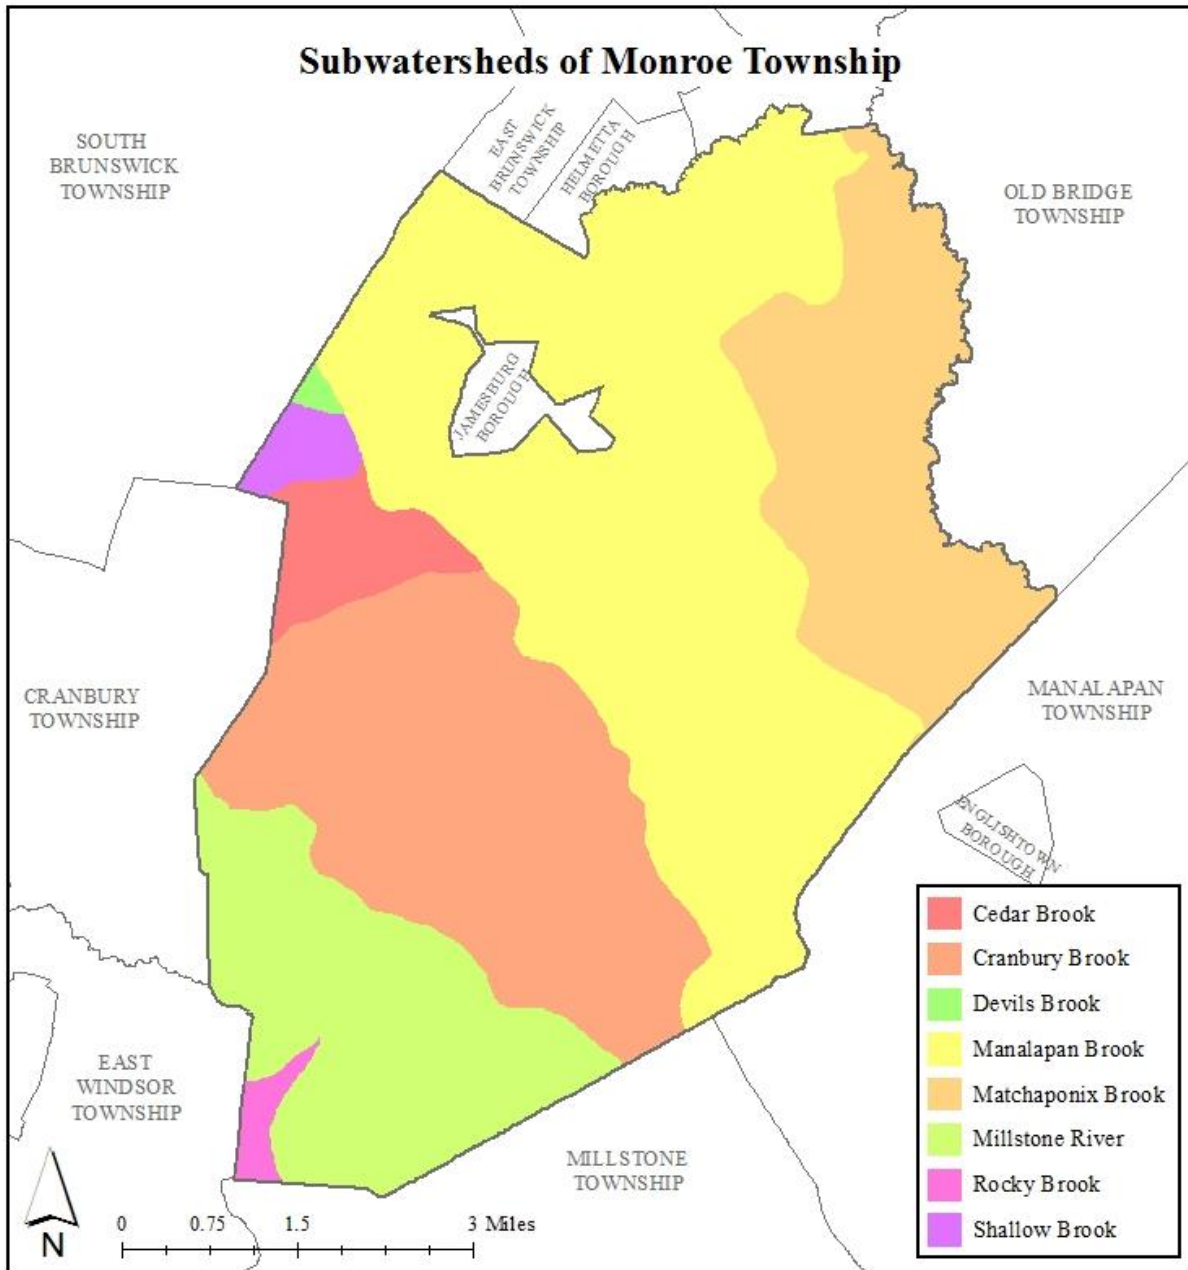 Subwatersheds of Monroe Township
SOUTH
BRUNSWICK
TOWNSHIP
EAST
BRUNSWICK
TOWNSHIP
HELMETTA
BOROUGH
OLD BRIDGE
TOWNSHIP
JAMESBURG
BOROUGH
CRANBURY
TOWNSHIP
MANALAPAN
TOWNSHIP
ENGLISHTOWN
BOROUGH
EAST
WINDSOR
TOWNSHIP
MILLSTONE
TOWNSHIP
Cedar Brook
Cranbury Brook
Devils Brook
Manalapan Brook
Matchaponix Brook
Millstone River
Rocky Brook
Shallow Brook
N
0 0.75 1.5 3 Miles